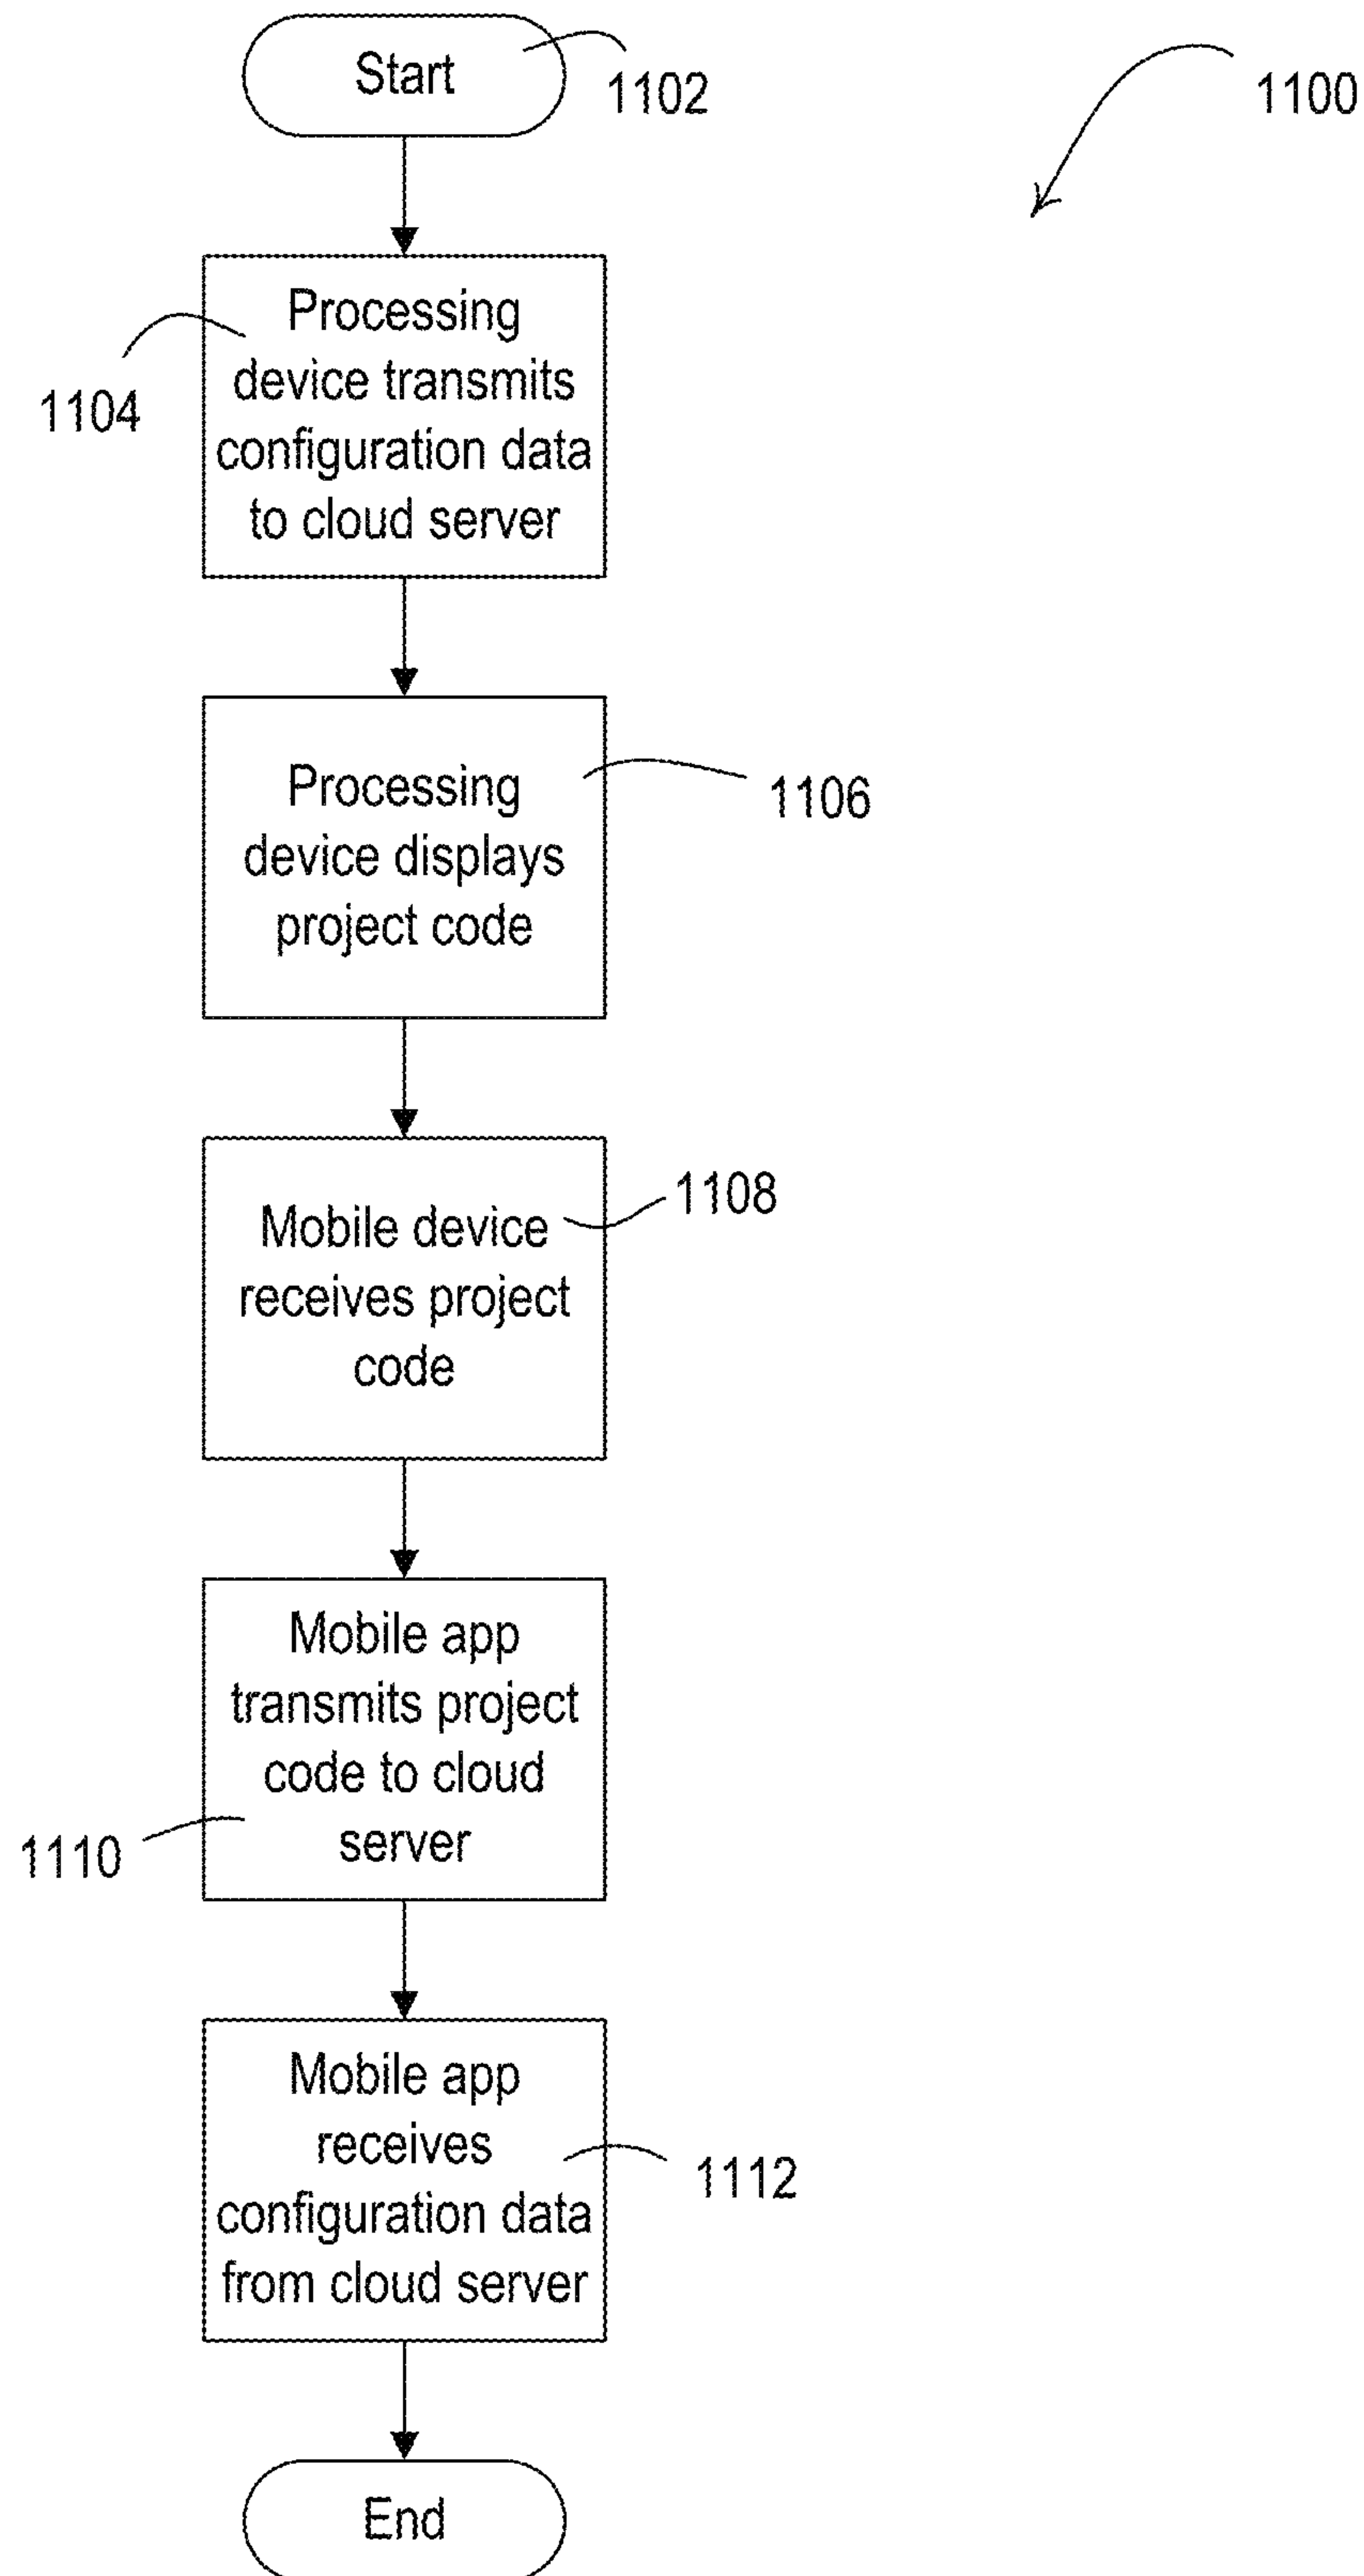 Start
1102
1100
Processing
device transmits
configuration data
to cloud server
1104
Processing
device displays
project code
1106
Mobile device
receives project
code
1108
Mobile app
transmits project
code to cloud
server
1110
Mobile app
receives
configuration data
from cloud server
1112
End